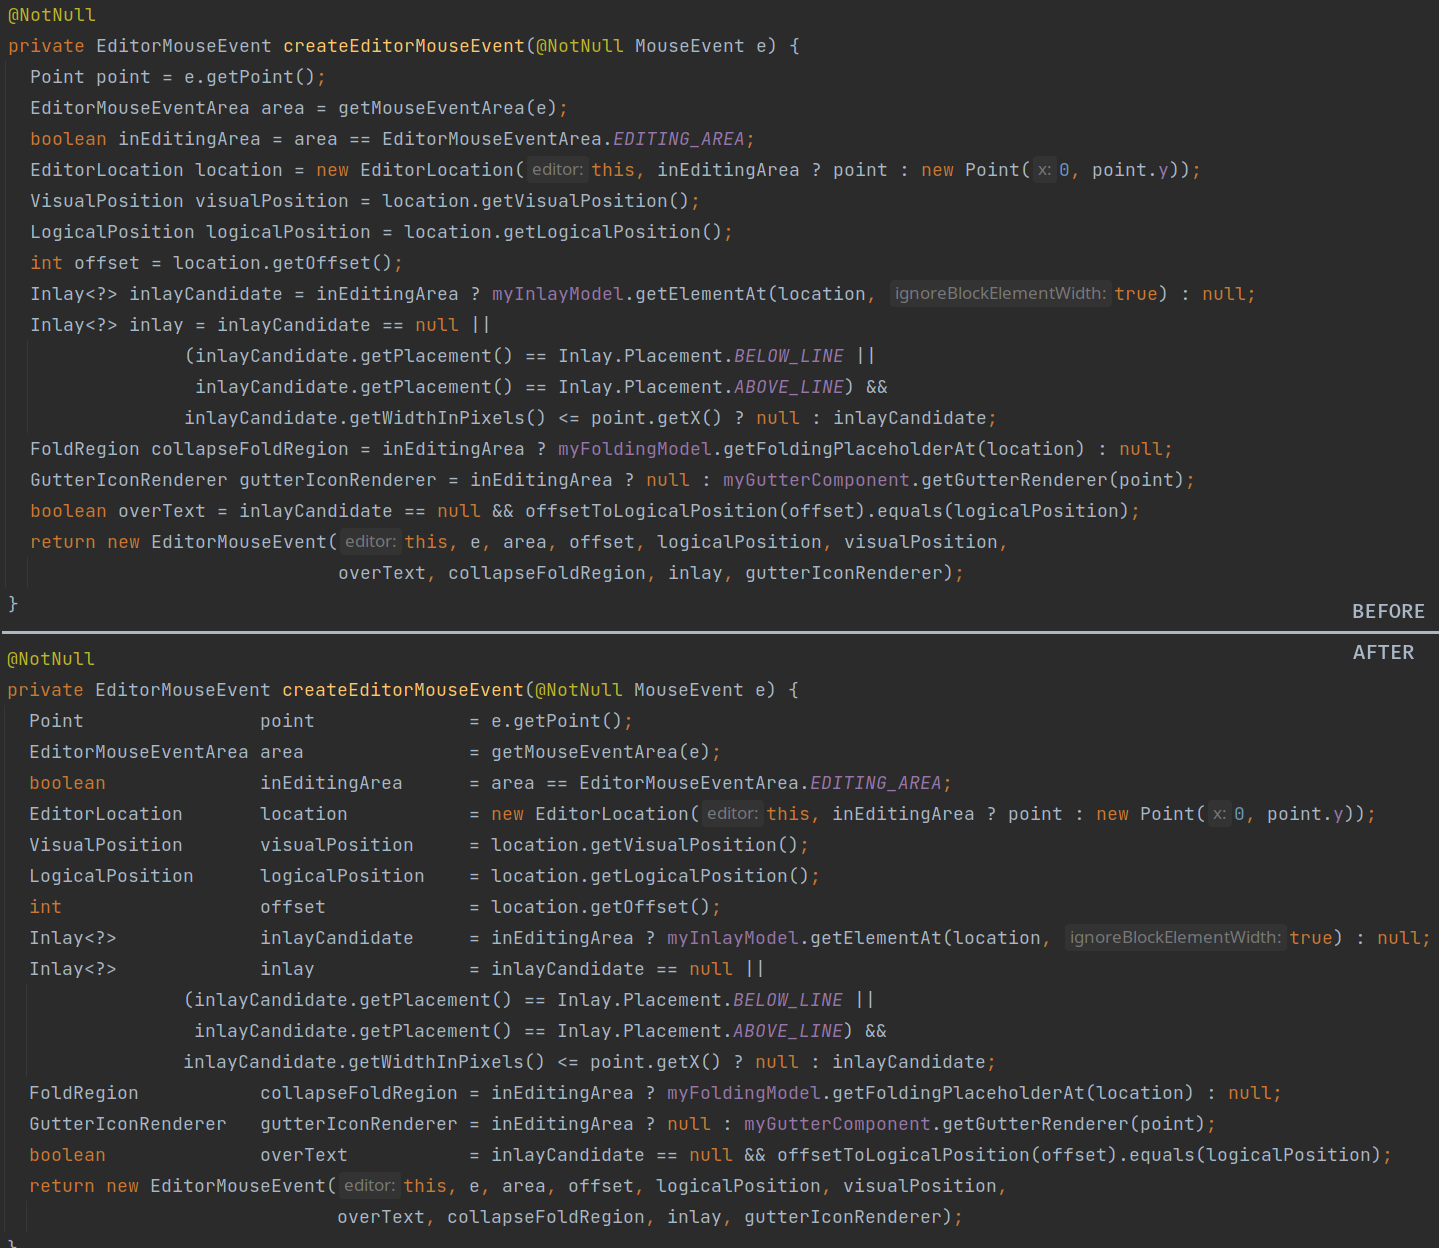 @NotNull
private EditorMouseEvent createEditorMouseEvent(@NotNull MouseEvent e) {
  Point point = e.getPoint();
  EditorMouseEventArea area = getMouseEventArea(e);
  boolean inEditingArea = area == EditorMouseEventArea.EDITING_AREA;
  EditorLocation location = new EditorLocation( editor: this, inEditingArea ? point : new Point( x: 0, point.y));
  VisualPosition visualPosition = location.getVisualPosition();
  LogicalPosition logicalPosition = location.getLogicalPosition();
  int offset = location.getOffset();
  Inlay<?> inlayCandidate = inEditingArea ? myInlayModel.getElementAt(location, ignoreBlockElementWidth: true) : null;
  Inlay<?> inlay = inlayCandidate == null ||
                (inlayCandidate.getPlacement() == Inlay.Placement.BELOW_LINE ||
                 inlayCandidate.getPlacement() == Inlay.Placement.ABOVE_LINE) &&
                inlayCandidate.getWidthInPixels() <= point.getX() ? null : inlayCandidate;
  FoldRegion collapseFoldRegion = inEditingArea ? myFoldingModel.getFoldingPlaceholderAt(location) : null;
  GutterIconRenderer gutterIconRenderer = inEditingArea ? null : myGutterComponent.getGutterRenderer(point);
  boolean overText = inlayCandidate == null && offsetToLogicalPosition(offset).equals(logicalPosition);
  return new EditorMouseEvent( editor: this, e, area, offset, logicalPosition, visualPosition,
                              overText, collapseFoldRegion, inlay, gutterIconRenderer);
}
BEFORE
AFTER
@NotNull
private EditorMouseEvent createEditorMouseEvent(@NotNull MouseEvent e) {
  Point                point              = e.getPoint();
  EditorMouseEventArea area               = getMouseEventArea(e);
  boolean              inEditingArea      = area == EditorMouseEventArea.EDITING_AREA;
  EditorLocation       location           = new EditorLocation( editor: this, inEditingArea ? point : new Point( x: 0, point.y));
  VisualPosition       visualPosition     = location.getVisualPosition();
  LogicalPosition      logicalPosition    = location.getLogicalPosition();
  int                  offset             = location.getOffset();
  Inlay<?>             inlayCandidate     = inEditingArea ? myInlayModel.getElementAt(location, ignoreBlockElementWidth: true) : null;
  Inlay<?>             inlay              = inlayCandidate == null ||
                (inlayCandidate.getPlacement() == Inlay.Placement.BELOW_LINE ||
                 inlayCandidate.getPlacement() == Inlay.Placement.ABOVE_LINE) &&
                inlayCandidate.getWidthInPixels() <= point.getX() ? null : inlayCandidate;
  FoldRegion           collapseFoldRegion = inEditingArea ? myFoldingModel.getFoldingPlaceholderAt(location) : null;
  GutterIconRenderer   gutterIconRenderer = inEditingArea ? null : myGutterComponent.getGutterRenderer(point);
  boolean              overText           = inlayCandidate == null && offsetToLogicalPosition(offset).equals(logicalPosition);
  return new EditorMouseEvent( editor: this, e, area, offset, logicalPosition, visualPosition,
                              overText, collapseFoldRegion, inlay, gutterIconRenderer);
}